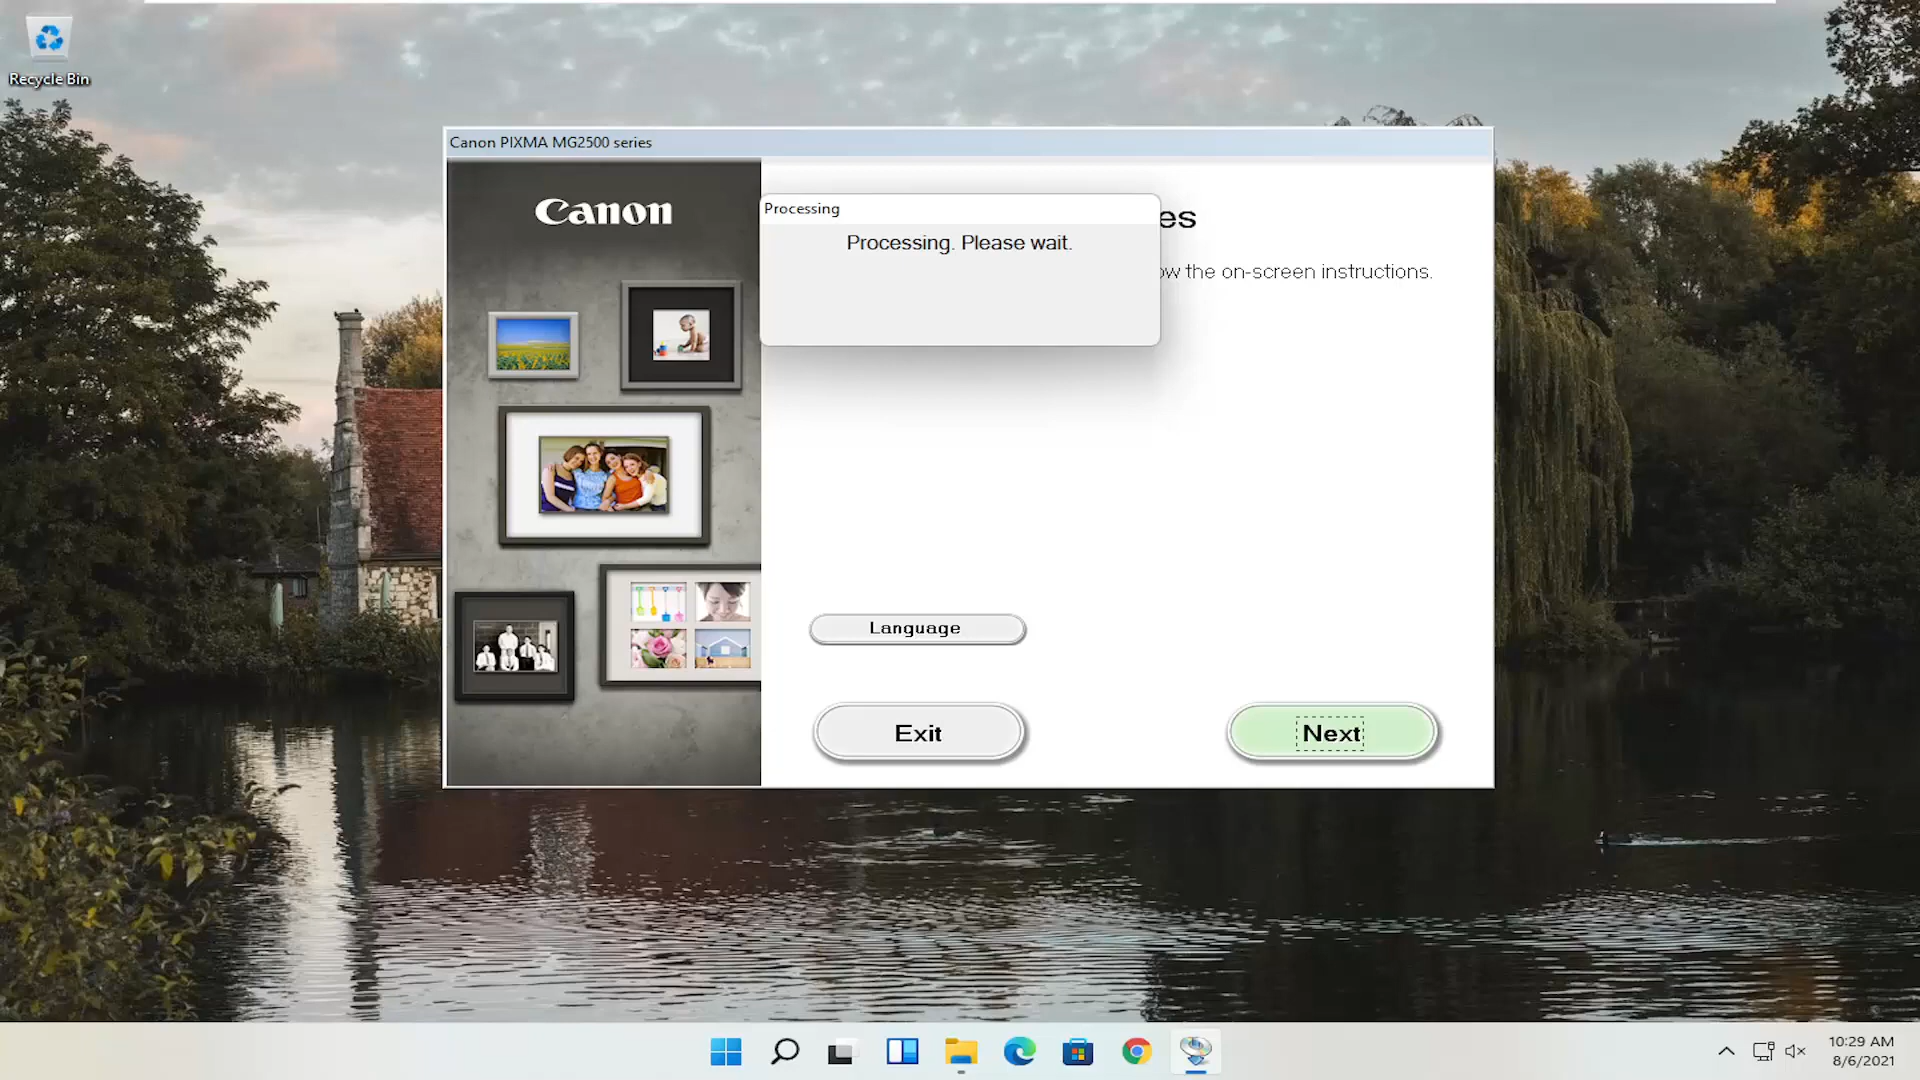 Recycle Bin
Canon PIXMA MG2500 series
Canon
Processing
Processing. Please wait.
es
ow the on-screen instructions.
Language
Exit
Next
10:29 AM
8/6/2021